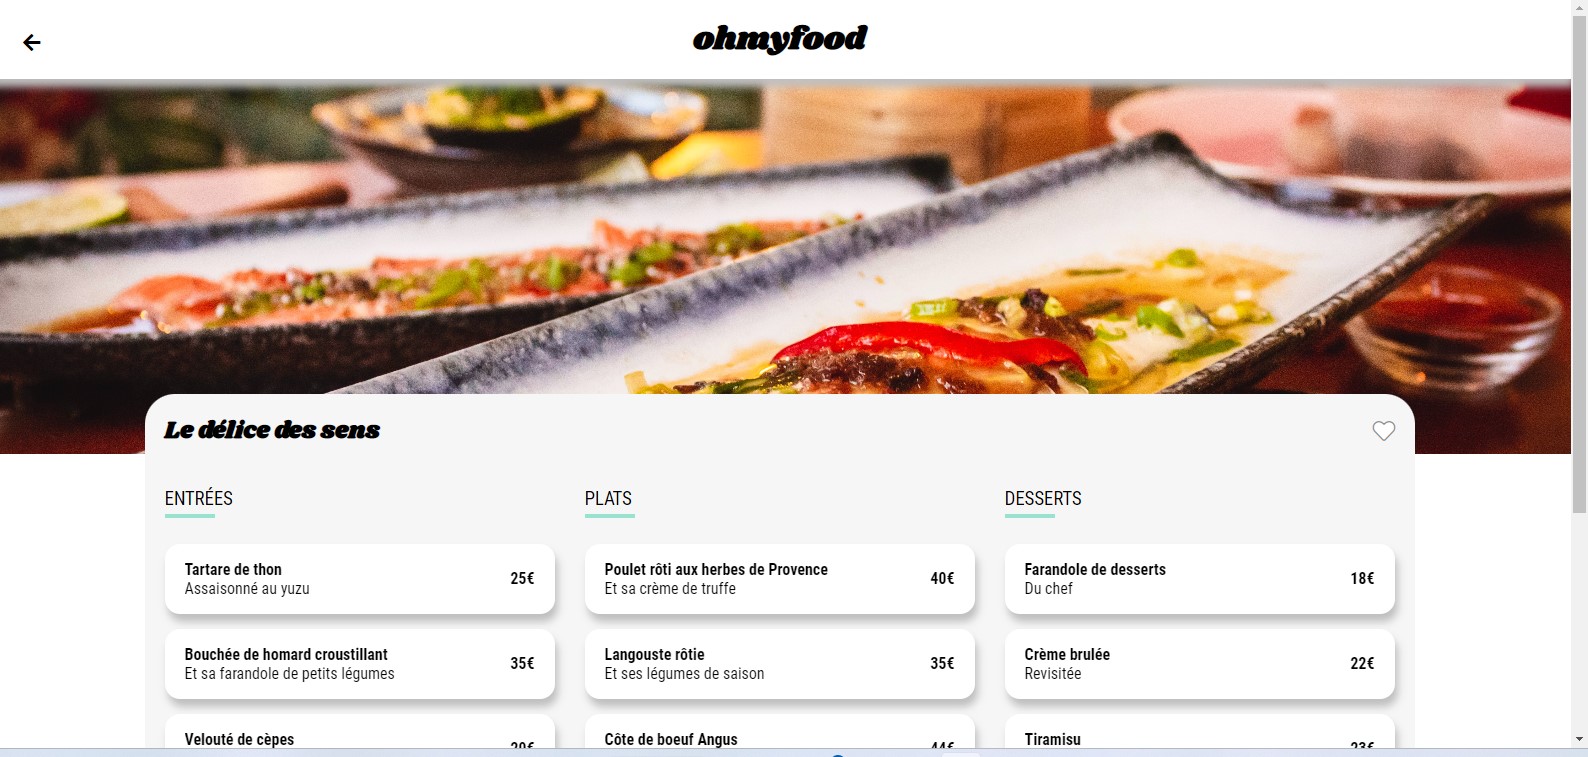 ohmyfood
Le délice des sens
ENTRÉES
Tartare de thon
Assaisonné au yuzu
25€
Bouchée de homard croustillant
Et sa farandole de petits légumes
35€
Velouté de cèpes
PLATS
Poulet rôti aux herbes de Provence
Et sa crème de truffe
40€
Langouste rôtie
Et ses légumes de saison
35€
Côte de boeuf Angus
44€
DESSERTS
Farandole de desserts
Du chef
18€
Crème brulée
Revisitée
22€
Tiramisu
23€